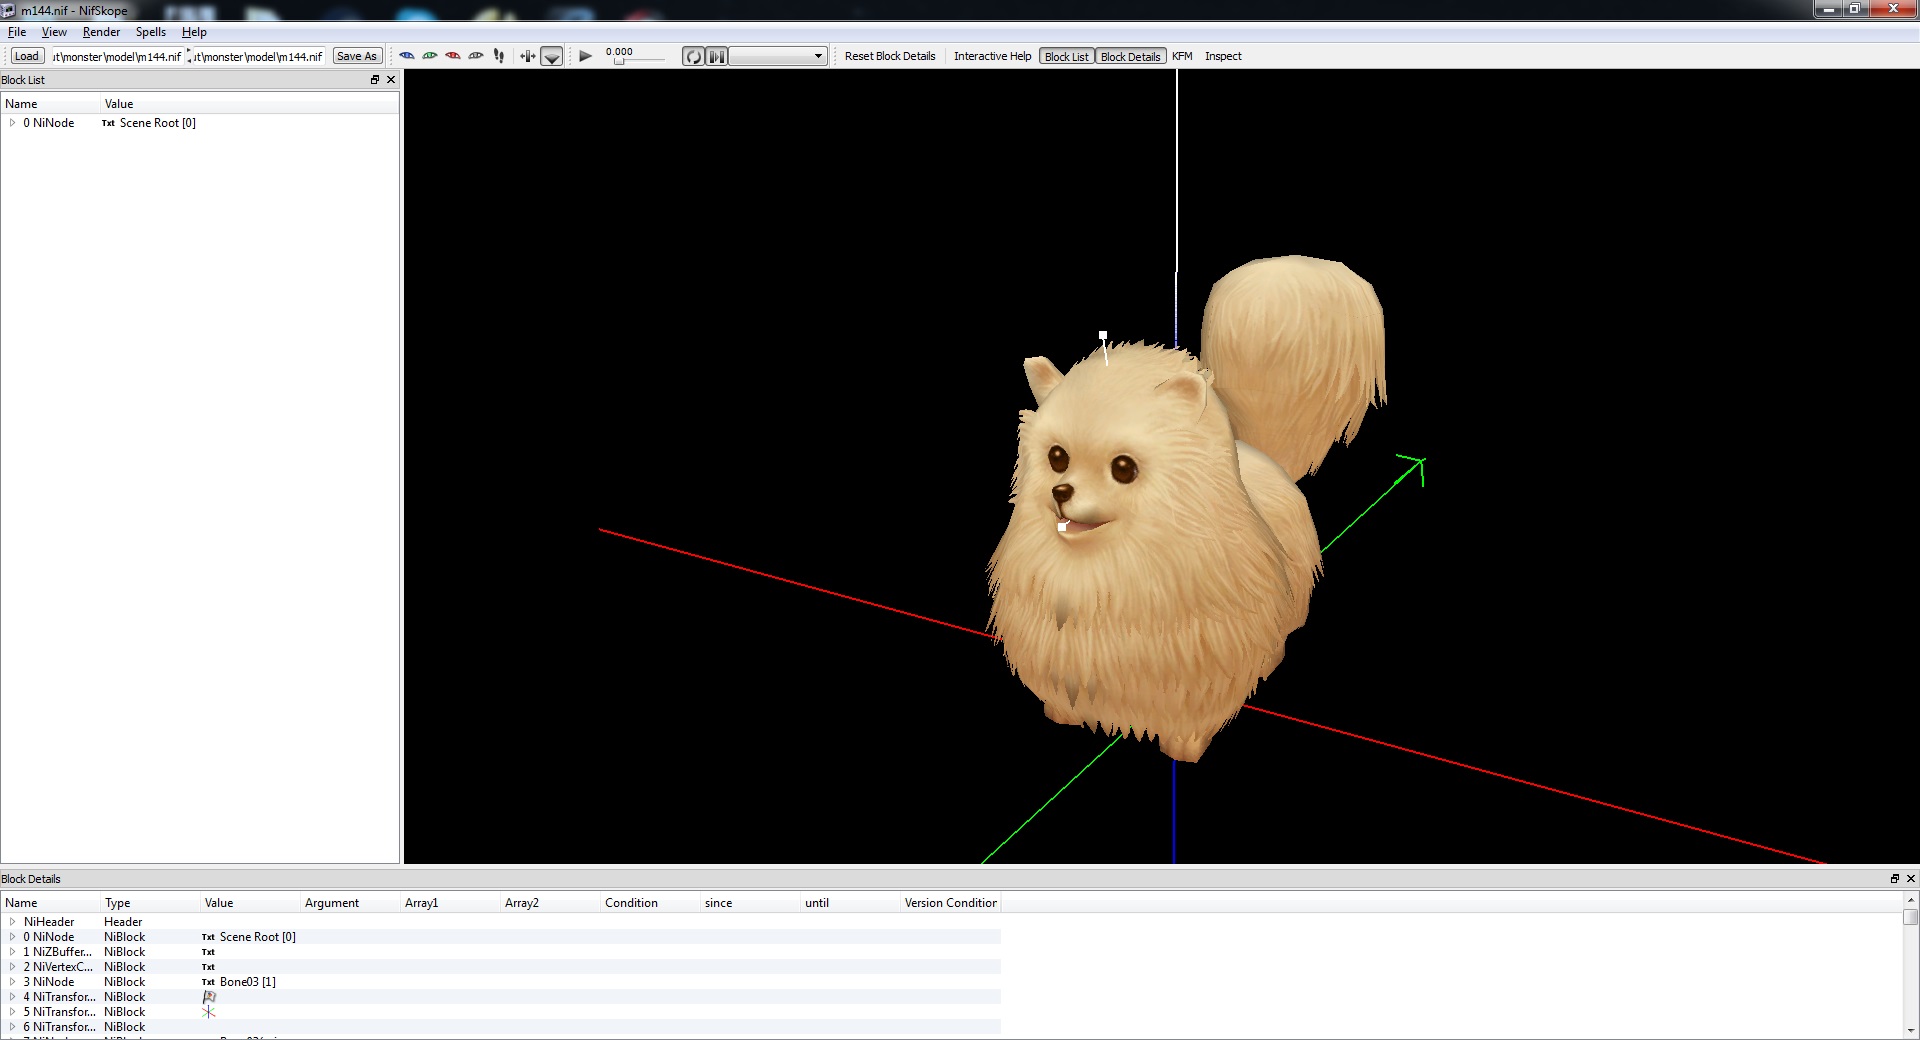 m144.nif - NifSkope
File View Render Spells Help
Load ut\monster\model\m144.nif ut\monster\model\m144.nif Save As 0.000 Reset Block Details Interactive Help Block List Block Details KFM Inspect
Block List
Name Value
0 NiNode Txt Scene Root [0]
Block Details
Name Type Value Argument Array1 Array2 Condition since until Version Condition
NiHeader Header
0 NiNode NiBlock Txt Scene Root [0]
1 NiZBuffer... NiBlock Txt
2 NiVertexC... NiBlock Txt
3 NiNode NiBlock Txt Bone03 [1]
4 NiTransfor... NiBlock
5 NiTransfor... NiBlock
6 NiTransfor... NiBlock